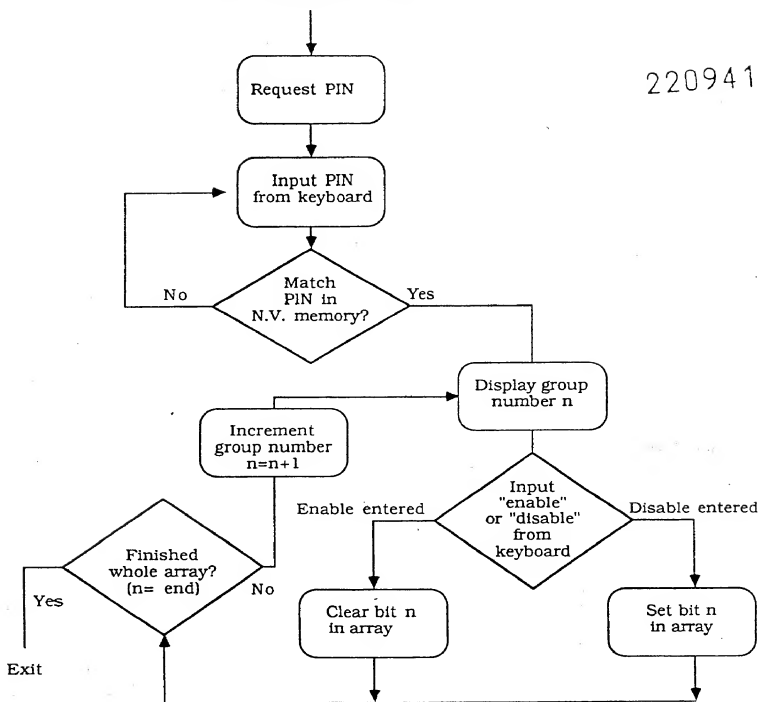 220941
Request PIN
Input PIN
from keyboard
Match
PIN in
N.V. memory?
No
Yes
Display group
number n
Increment
group number
n=n+1
Input
"enable"
or "disable"
from
keyboard
Enable entered
Disable entered
Finished
whole array?
(n= end)
No
Yes
Clear bit n
in array
Set bit n
in array
Exit